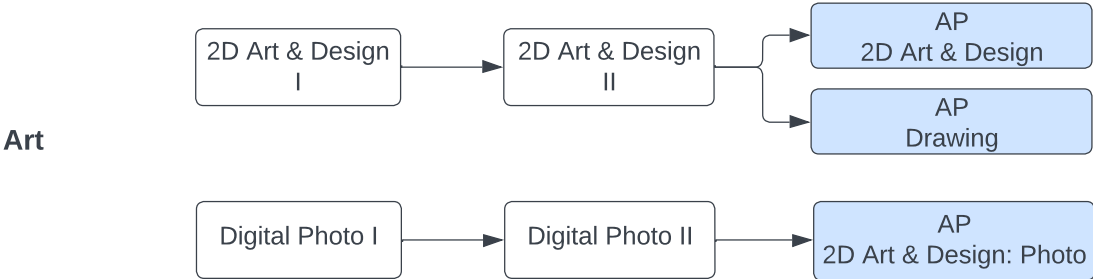 Art
2D Art & Design
I
2D Art & Design
II
AP
2D Art & Design
AP
Drawing
Digital Photo I
Digital Photo II
AP
2D Art & Design: Photo